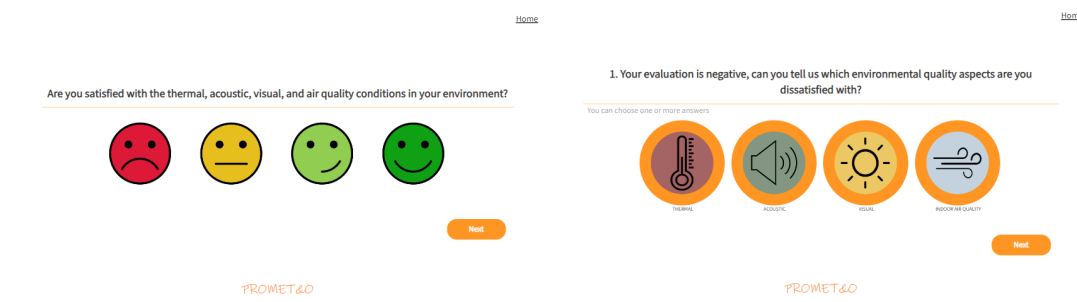 Home
Are you satisfied with the thermal, acoustic, visual, and air quality conditions in your environment?
Next
PROMET&O
Hom
1. Your evaluation is negative, can you tell us which environmental quality aspects are you
dissatisfied with?
You can choose one or more answers
THERMAL
ACOUSTIC
VISUAL
INDOOR AIR QUALITY
Next
PROMET&O